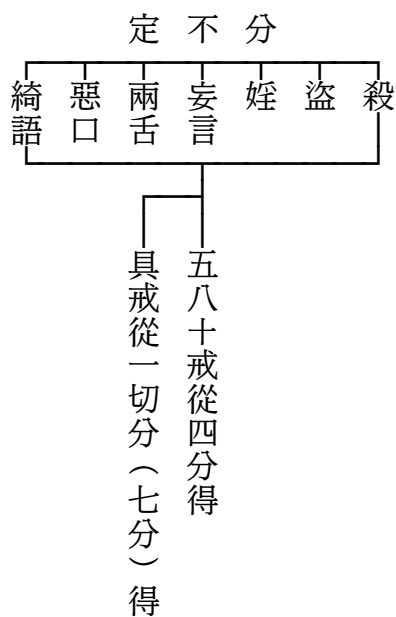 分不定
殺
盜
婬
妄言
兩舌
惡口
綺語
五八十戒從四分得
具戒從一切分(七分)得